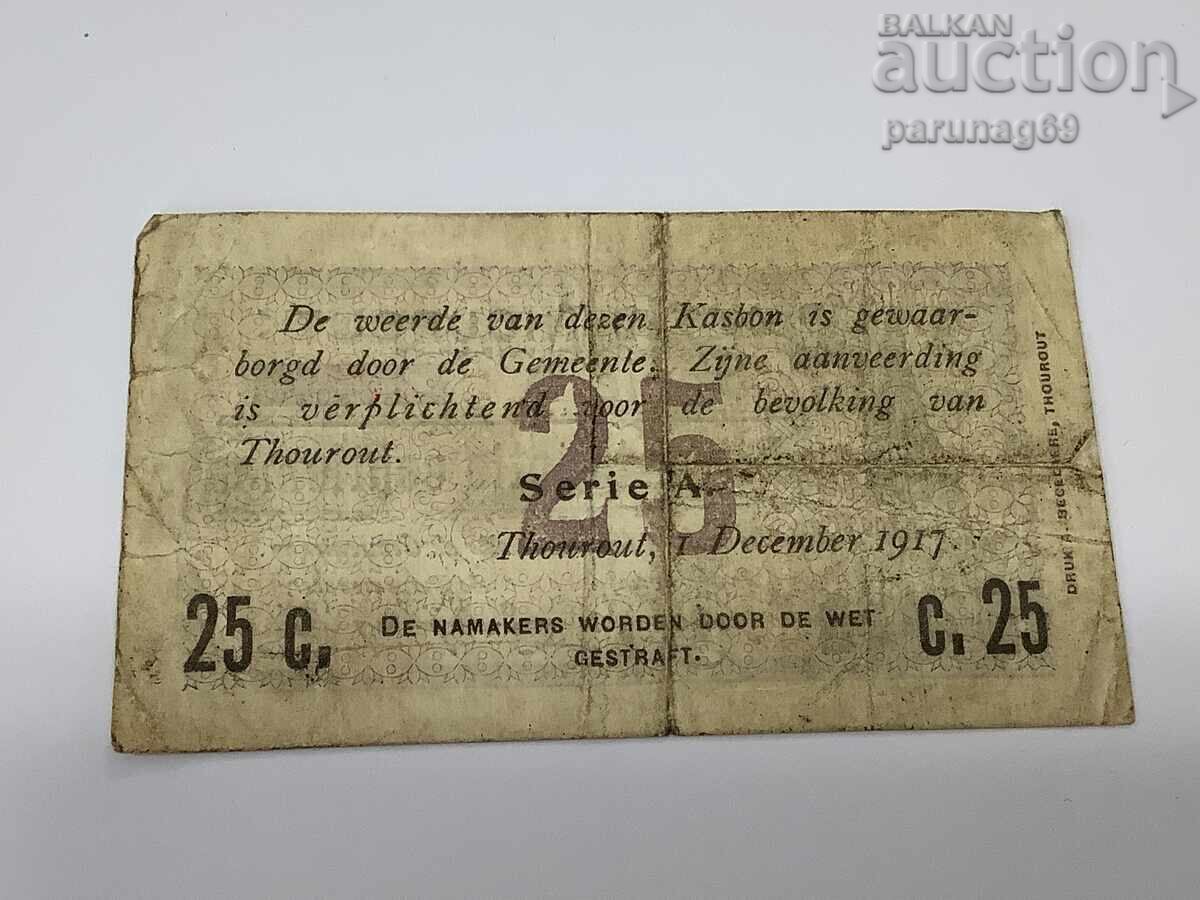 BALKAN
auction
parunag69
De weerde van dezen Kasbon is gewaar-
borgd door de Gemeente. Zijne aanveerding
is verplichtend voor de bevolking van
Thourout.
25
Serie A.
Thourout, 1 December 1917.
25 C.
DE NAMAKERS WORDEN DOOR DE WET
GESTRAFT.
C. 25
DRUK A. BECELAERE, THOUROUT